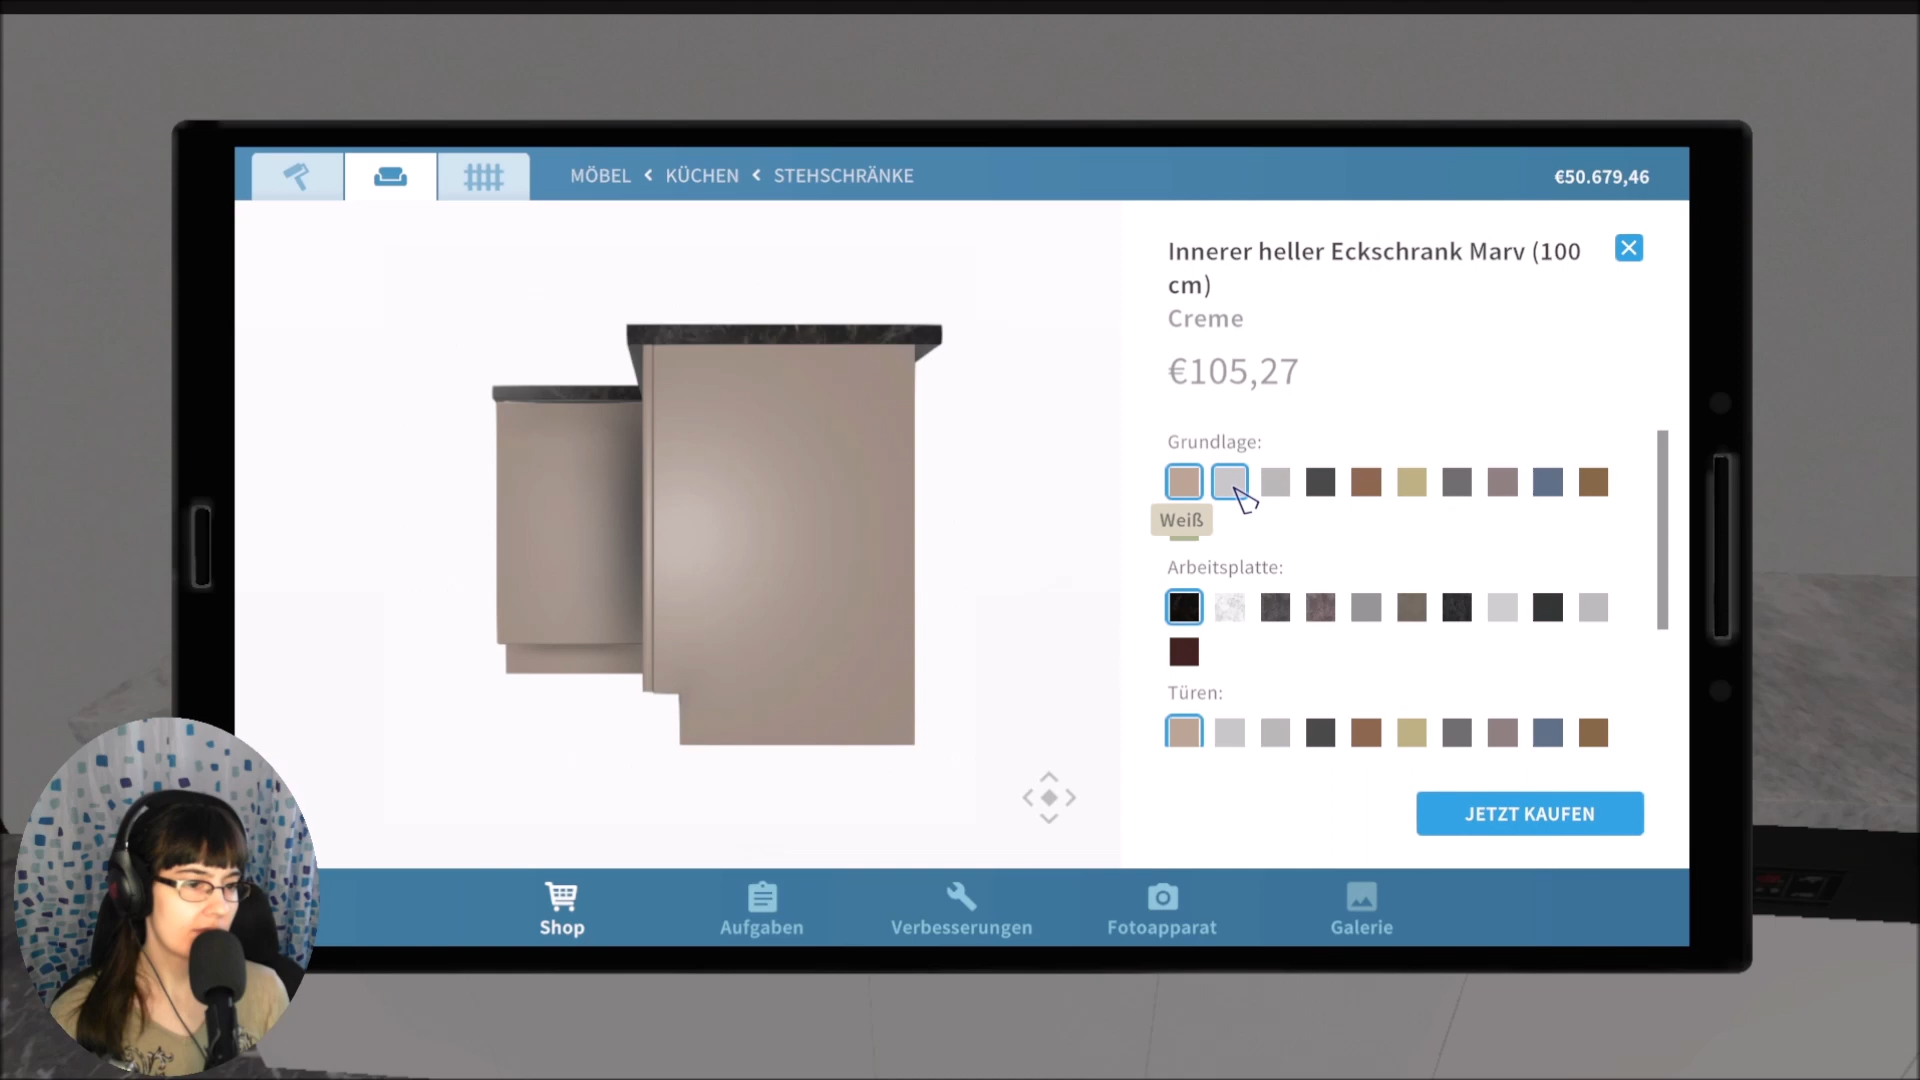 MÖBEL < KÜCHEN < STEHSCHRÄNKE
€50.679,46
Innerer heller Eckschrank Marv (100
cm)
Creme
€105,27
Grundlage:
Weiß
Arbeitsplatte:
Türen:
JETZT KAUFEN
Shop
Aufgaben
Verbesserungen
Fotoapparat
Galerie